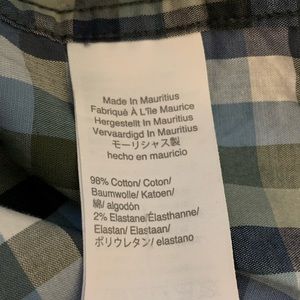 Made In Mauritius
Fabriqué À L'Île Maurice
Hergestellt In Mauritius
Vervaardigd In Mauritius
モーリシャス製
hecho en mauricio
98% Cotton/ Coton/
Baumwolle/ Katoen/
綿/ algodón
2% Elastane/Élasthanne/
Elastan/ Elastaan/
ポリウレタン/ elastano